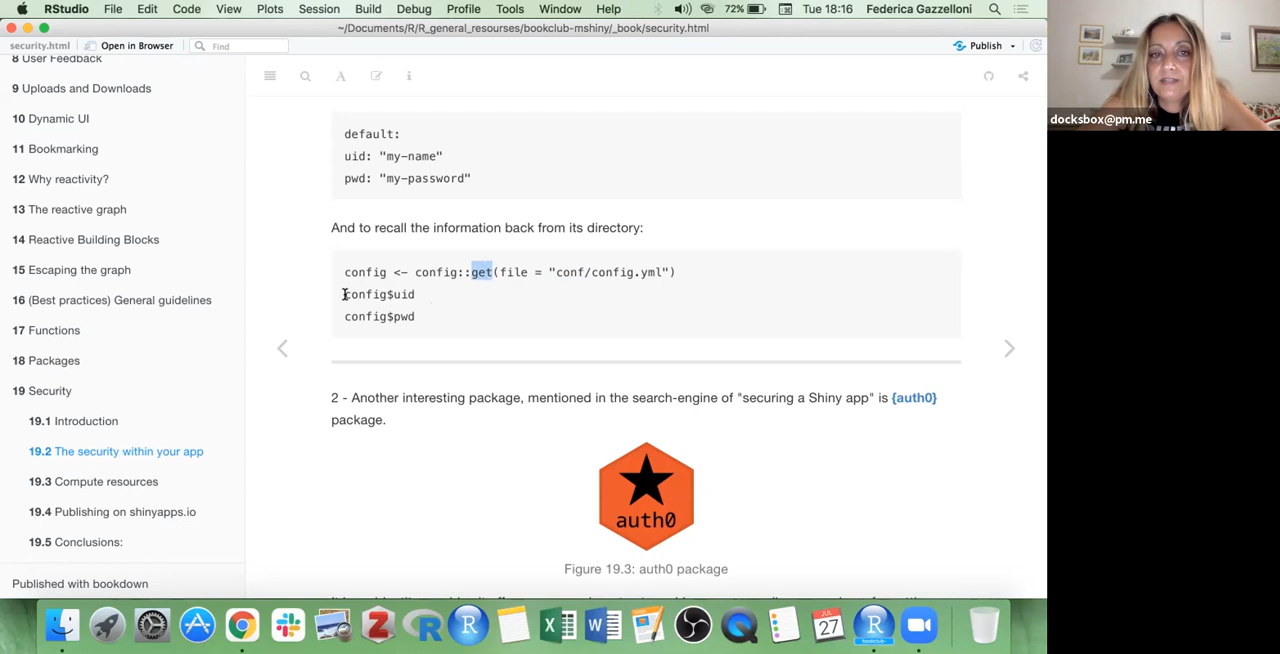 RStudio File Edit Code View Plots Session Build Debug Profile Tools Window Help 72% Tue 18:16 Federica Gazzelloni
~/Documents/R/R_general_resourses/bookclub-mshiny/_book/security.html
security.html Open in Browser Find Publish
8 User Feedback
9 Uploads and Downloads
10 Dynamic UI
11 Bookmarking
12 Why reactivity?
13 The reactive graph
14 Reactive Building Blocks
15 Escaping the graph
16 (Best practices) General guidelines
17 Functions
18 Packages
19 Security
19.1 Introduction
19.2 The security within your app
19.3 Compute resources
19.4 Publishing on shinyapps.io
19.5 Conclusions:
Published with bookdown
default:
uid: "my-name"
pwd: "my-password"
And to recall the information back from its directory:
config <- config::get(file = "conf/config.yml")
config$uid
config$pwd
2 - Another interesting package, mentioned in the search-engine of "securing a Shiny app" is {auth0}
package.
auth0
Figure 19.3: auth0 package
docksbox@pm.me
JUL
27